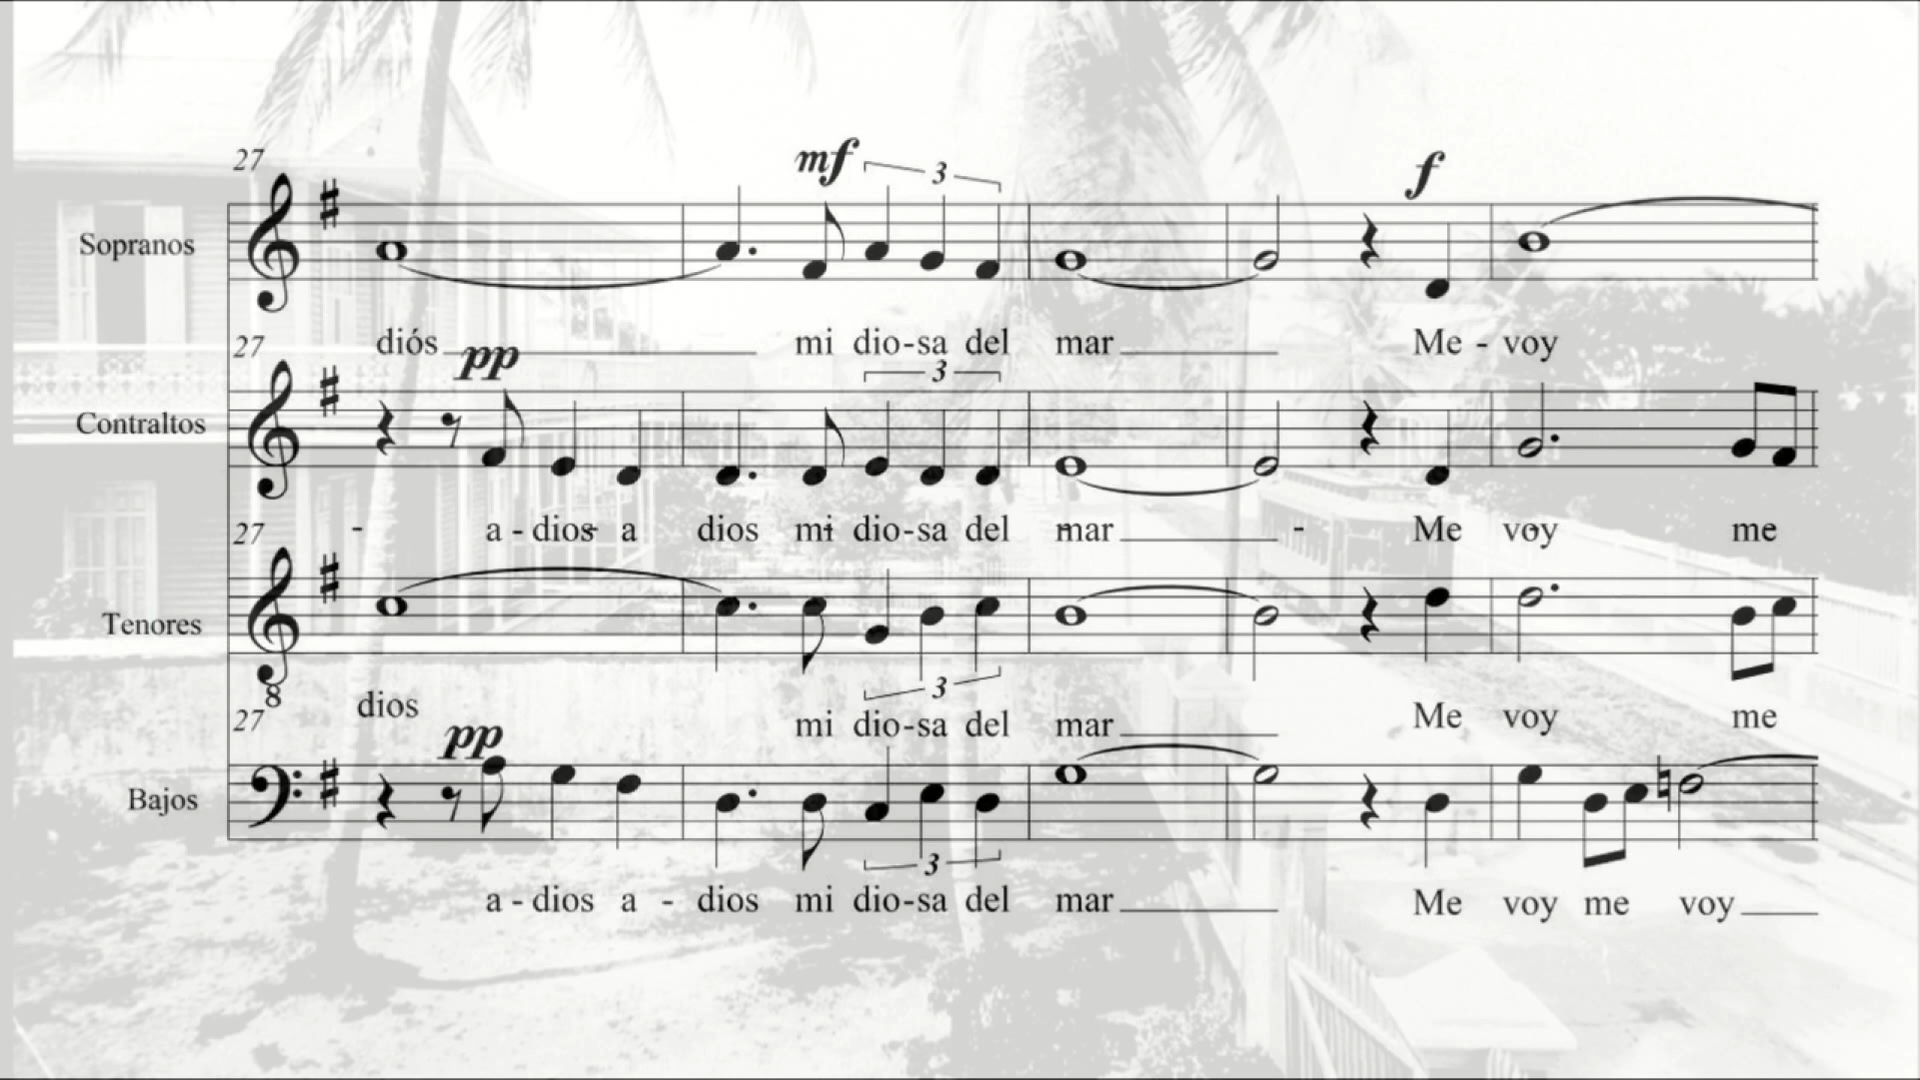 27
mf 3 f
Sopranos
diós mi dio-sa del mar Me - voy
27 pp 3
Contraltos
- a - dios - a dios mi dio-sa del mar - Me voy me
27
Tenores
8
3
dios mi dio-sa del mar Me voy me
27 pp
Bajos
3
a - dios a - dios mi dio-sa del mar Me voy me voy